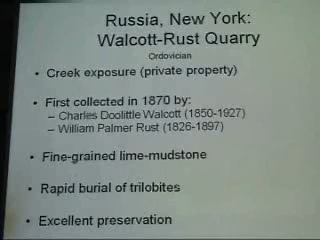 Russia, New York:
Walcott-Rust Quarry
Ordovician
• Creek exposure (private property)
• First collected in 1870 by:
– Charles Doolittle Walcott (1850-1927)
– William Palmer Rust (1826-1897)
• Fine-grained lime-mudstone
• Rapid burial of trilobites
• Excellent preservation